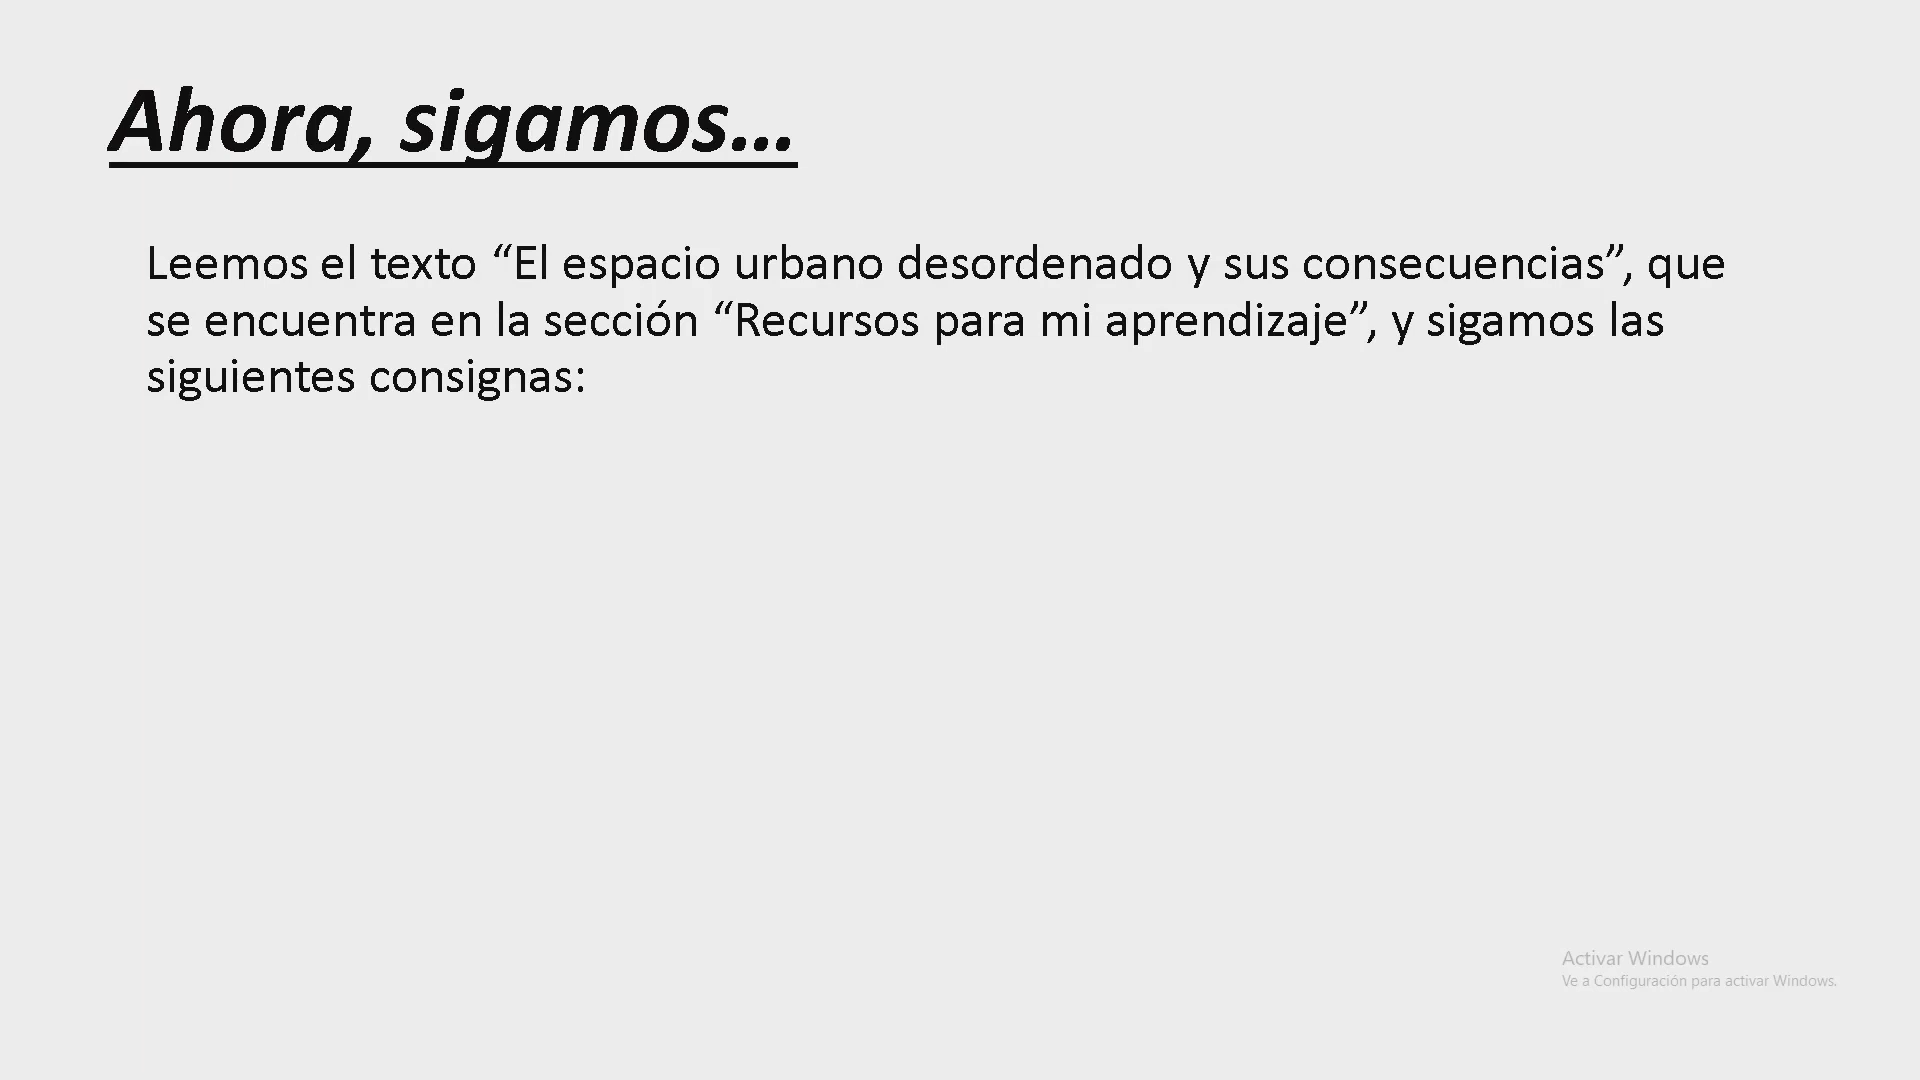 Ahora, sigamos...
Leemos el texto “El espacio urbano desordenado y sus consecuencias”, que
se encuentra en la sección “Recursos para mi aprendizaje”, y sigamos las
siguientes consignas:
Activar Windows
Ve a Configuración para activar Windows.